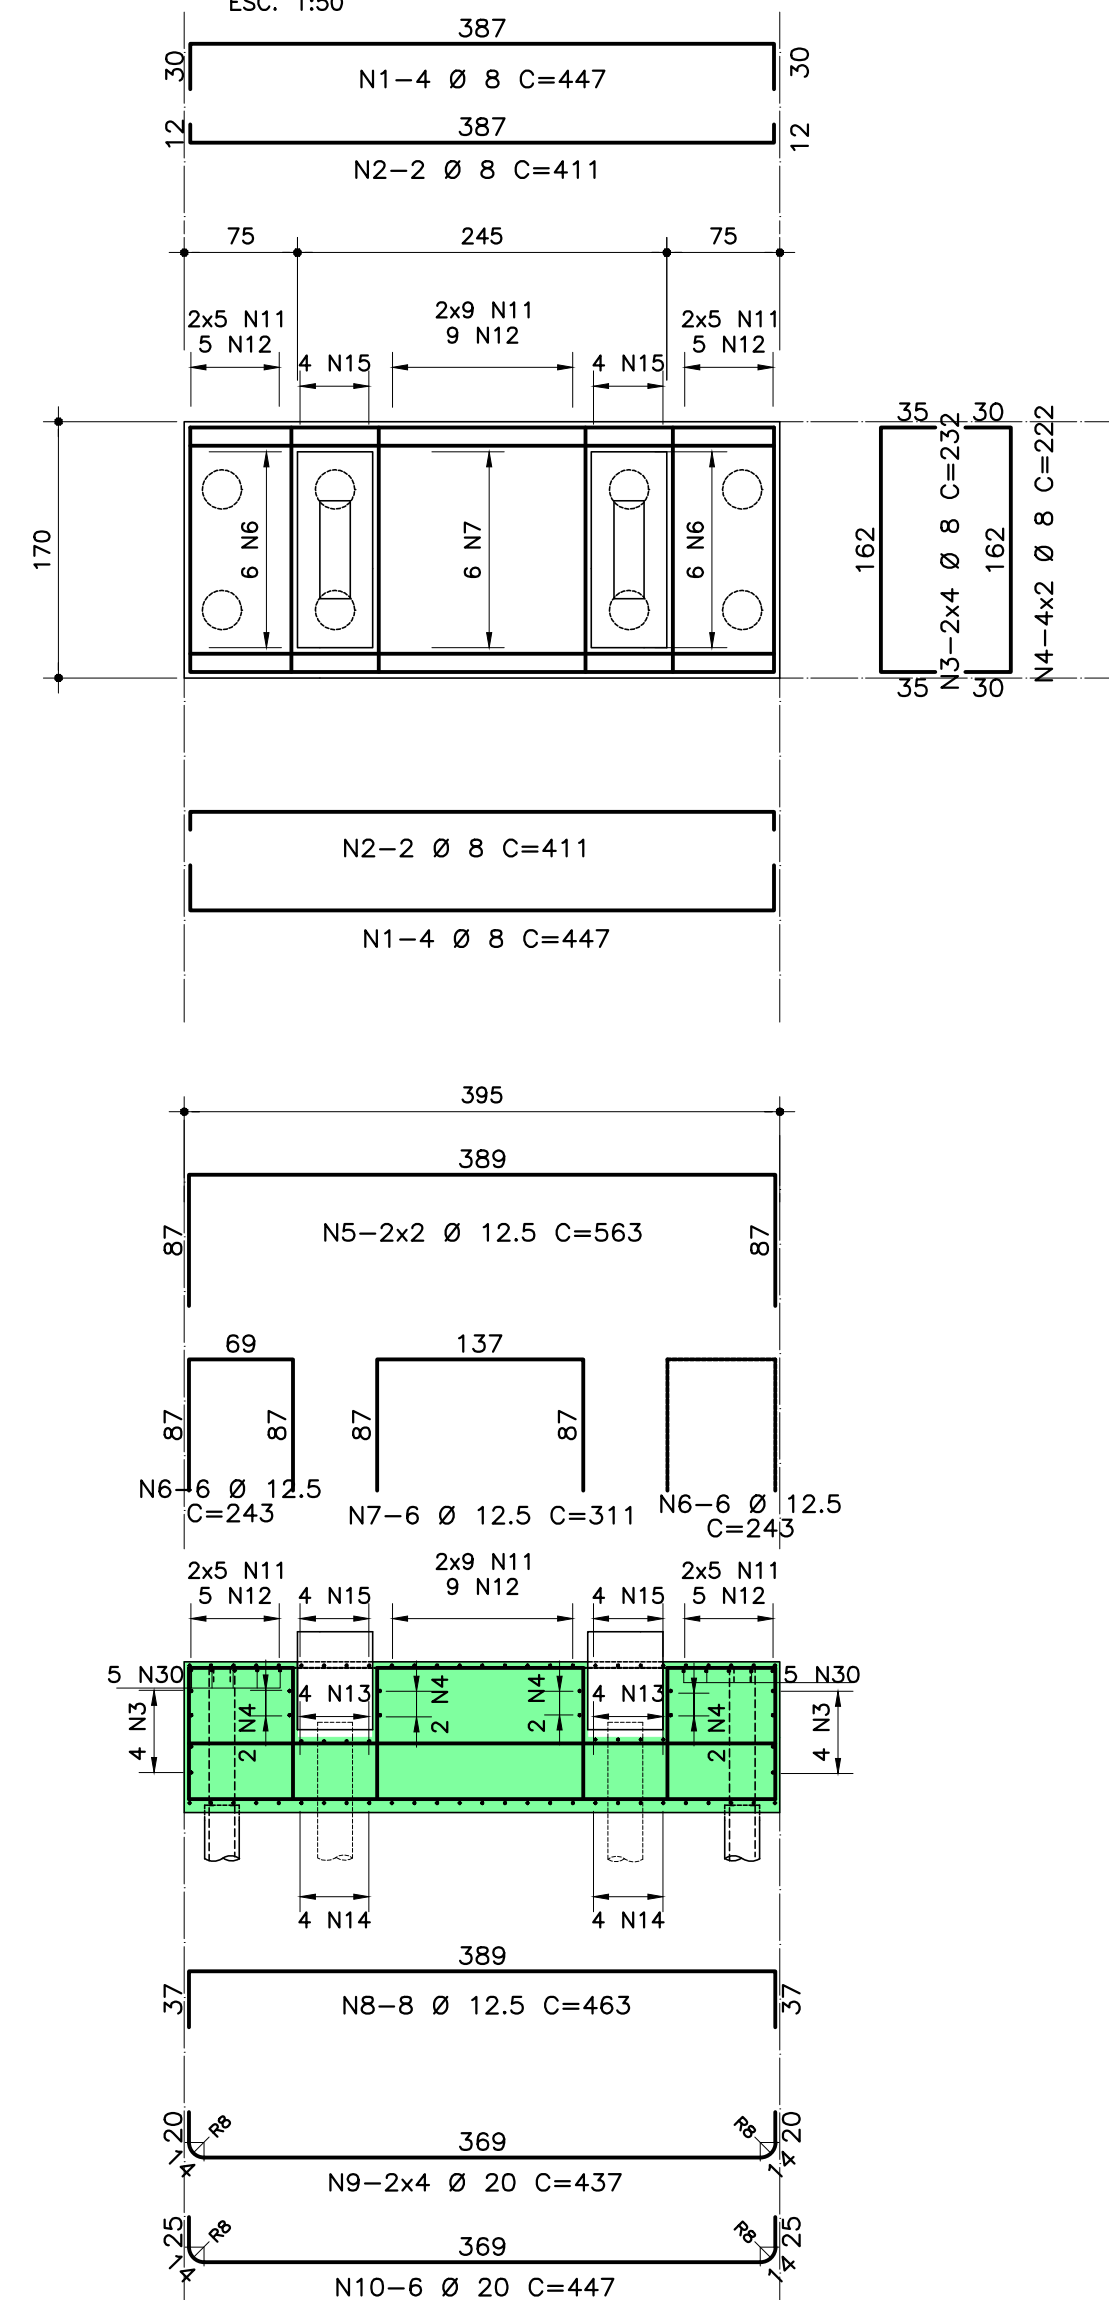 ESC. 1:50
387
30
30
N1-4 Ø 8 C=447
12
387
12
N2-2 Ø 8 C=411
75
245
75
2x5 N11
5 N12
2x9 N11
9 N12
2x5 N11
5 N12
4 N15
4 N15
170
6 N6
6 N7
6 N6
35
30
162
N3-2x4 Ø 8 C=232
162
N4-4x2 Ø 8 C=222
35
30
N2-2 Ø 8 C=411
N1-4 Ø 8 C=447
395
389
87
N5-2x2 Ø 12.5 C=563
87
69
137
87
87
87
87
N6-6 Ø 12.5
C=243
N7-6 Ø 12.5 C=311
N6-6 Ø 12.5
C=243
2x5 N11
5 N12
2x9 N11
9 N12
2x5 N11
5 N12
4 N15
4 N15
5 N30
5 N30
4 N3
2 N4
4 N13
2 N4
2 N4
4 N13
2 N4
4 N3
4 N14
4 N14
389
37
N8-8 Ø 12.5 C=463
37
20
R8
R8
20
14
369
14
N9-2x4 Ø 20 C=437
25
R8
R8
25
14
369
14
N10-6 Ø 20 C=447